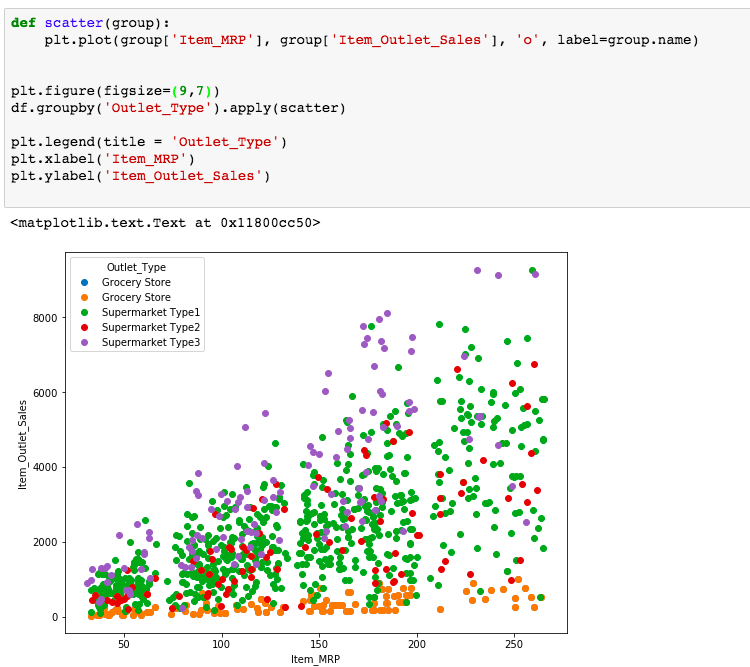 def scatter(group):
    plt.plot(group['Item_MRP'], group['Item_Outlet_Sales'], 'o', label=group.name)
plt.figure(figsize=(9,7))
df.groupby('Outlet_Type').apply(scatter)
plt.legend(title = 'Outlet_Type')
plt.xlabel('Item_MRP')
plt.ylabel('Item_Outlet_Sales')
<matplotlib.text.Text at 0x11800cc50>
Outlet_Type
Grocery Store
Grocery Store
Supermarket Type1
Supermarket Type2
Supermarket Type3
8000
6000
4000
2000
0
Item_Outlet_Sales
50 100 150 200 250
Item_MRP